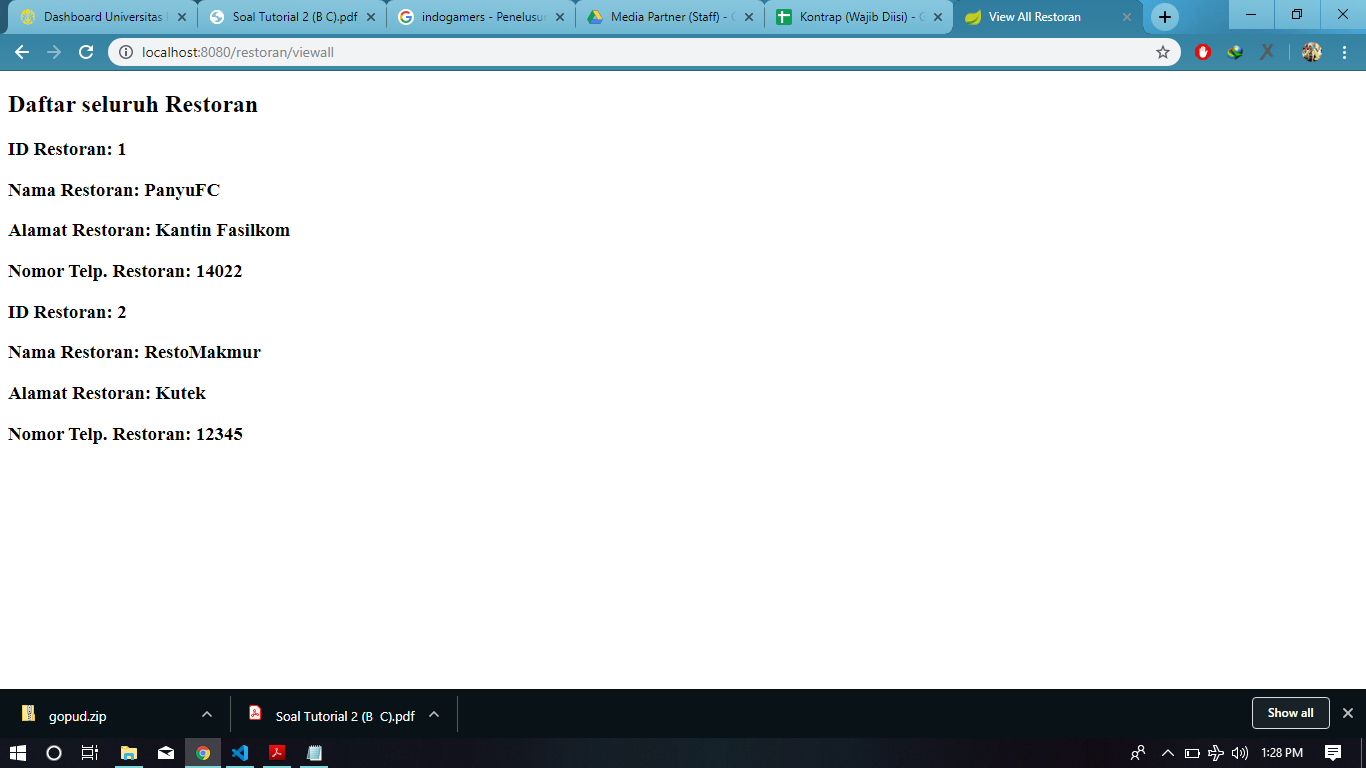 Dashboard Universitas
Soal Tutorial 2 (B C).pdf
indogamers - Penelusur
Media Partner (Staff) -
Kontrap (Wajib Diisi) -
View All Restoran
localhost:8080/restoran/viewall
Daftar seluruh Restoran
ID Restoran: 1
Nama Restoran: PanyuFC
Alamat Restoran: Kantin Fasilkom
Nomor Telp. Restoran: 14022
ID Restoran: 2
Nama Restoran: RestoMakmur
Alamat Restoran: Kutek
Nomor Telp. Restoran: 12345
gopud.zip
Soal Tutorial 2 (B C).pdf
Show all
1:28 PM